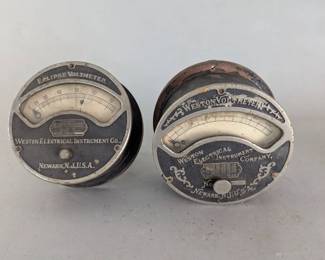 ECLIPSE VOLTMETER
WESTON ELECTRICAL INSTRUMENT CO.,
NEWARK, N.J., U.S.A.
WESTON VOLTMETER
WESTON
ELECTRICAL
INSTRUMENT
COMPANY,
NEWARK, N.J., U.S.A.